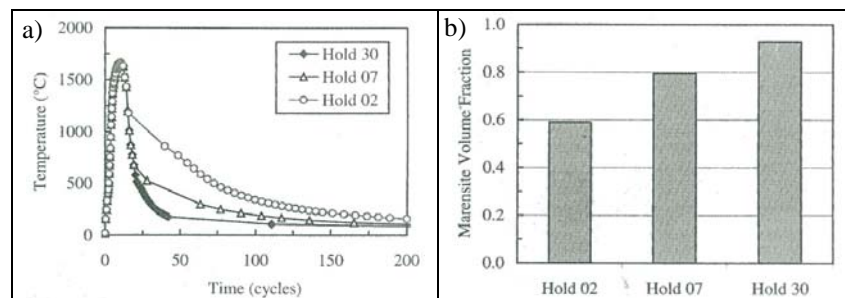 a)
2000
1500
1000
500
0
Temperature (°C)
Hold 30
Hold 07
Hold 02
0 50 100 150 200
Time (cycles)
b)
1.0
0.8
0.6
0.4
0.2
0.0
Marensite Volume Fraction
Hold 02 Hold 07 Hold 30